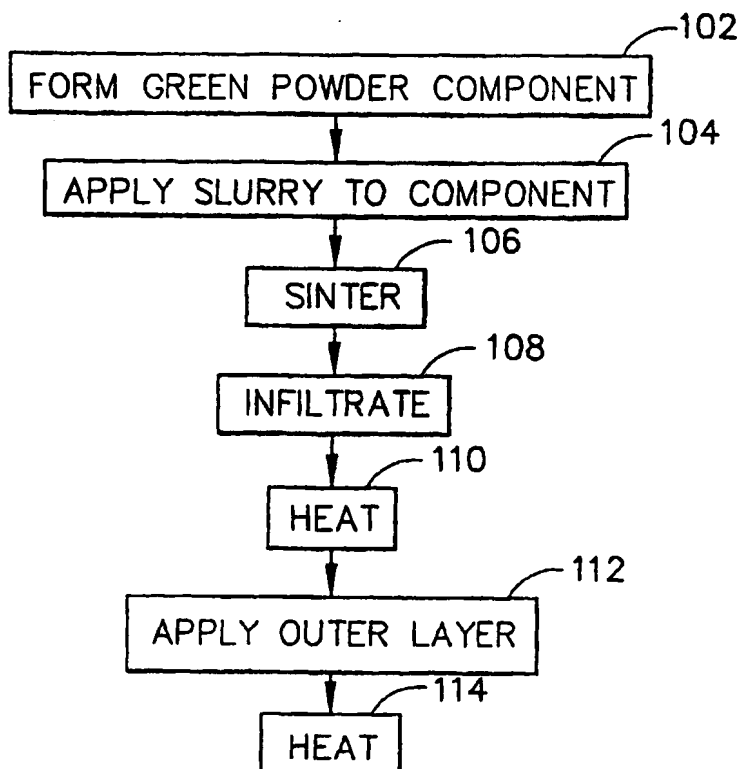 102
FORM GREEN POWDER COMPONENT
104
APPLY SLURRY TO COMPONENT
106
SINTER
108
INFILTRATE
110
HEAT
112
APPLY OUTER LAYER
114
HEAT